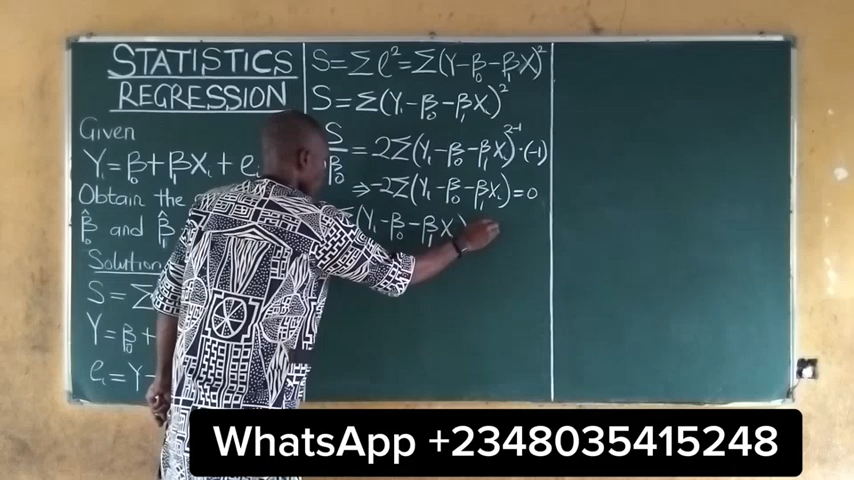 STATISTICS
REGRESSION
Given
Yᵢ=β₀+β₁Xᵢ+eᵢ
Obtain the
β̂₀ and β̂₁
Solution
S=Σ
Y=β₀+
eᵢ=Y-
S=Σe²=Σ(Y-β₀-β₁X)²
S=Σ(Yᵢ-β₀-β₁X)²
S
β₀ =2Σ(Yᵢ-β₀-β₁X)²⁻¹·(-1)
⇒-2Σ(Yᵢ-β₀-β₁Xᵢ)=0
(Yᵢ-β₀-β₁X)
WhatsApp +2348035415248